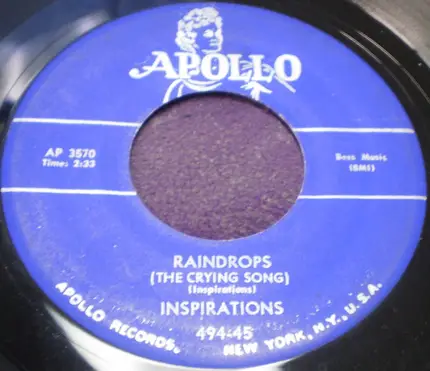 APOLLO
AP 3570
Time: 2:33
Bess Music
(BMI)
RAINDROPS
(THE CRYING SONG)
(Inspirations)
INSPIRATIONS
494-45
APOLLO RECORDS, NEW YORK, N.Y., U.S.A.